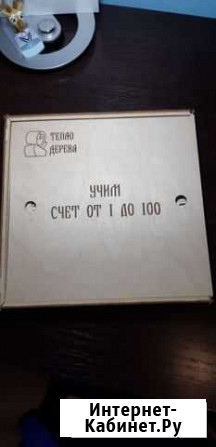 ТЕПЛО
ДЕРЕВА
УЧИМ
СЧЕТ ОТ 1 ДО 100
Интернет-
Кабинет.Ру